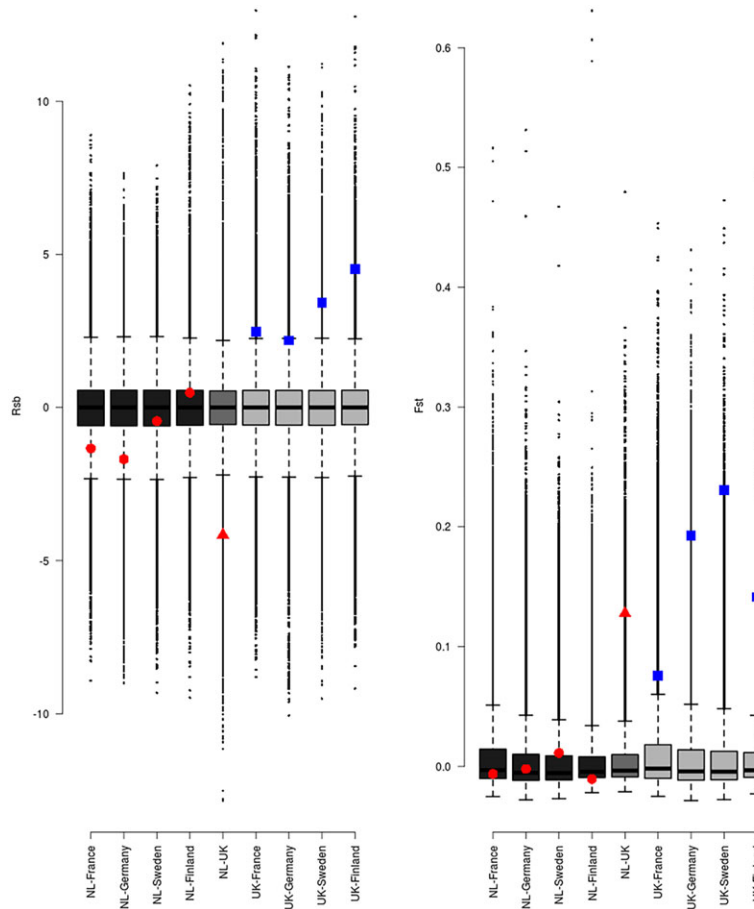 10
5
0
-5
-10
Rsb
NL-France
NL-Germany
NL-Sweden
NL-Finland
NL-UK
UK-France
UK-Germany
UK-Sweden
UK-Finland
0.6
0.5
0.4
0.3
0.2
0.1
0.0
Fst
NL-France
NL-Germany
NL-Sweden
NL-Finland
NL-UK
UK-France
UK-Germany
UK-Sweden